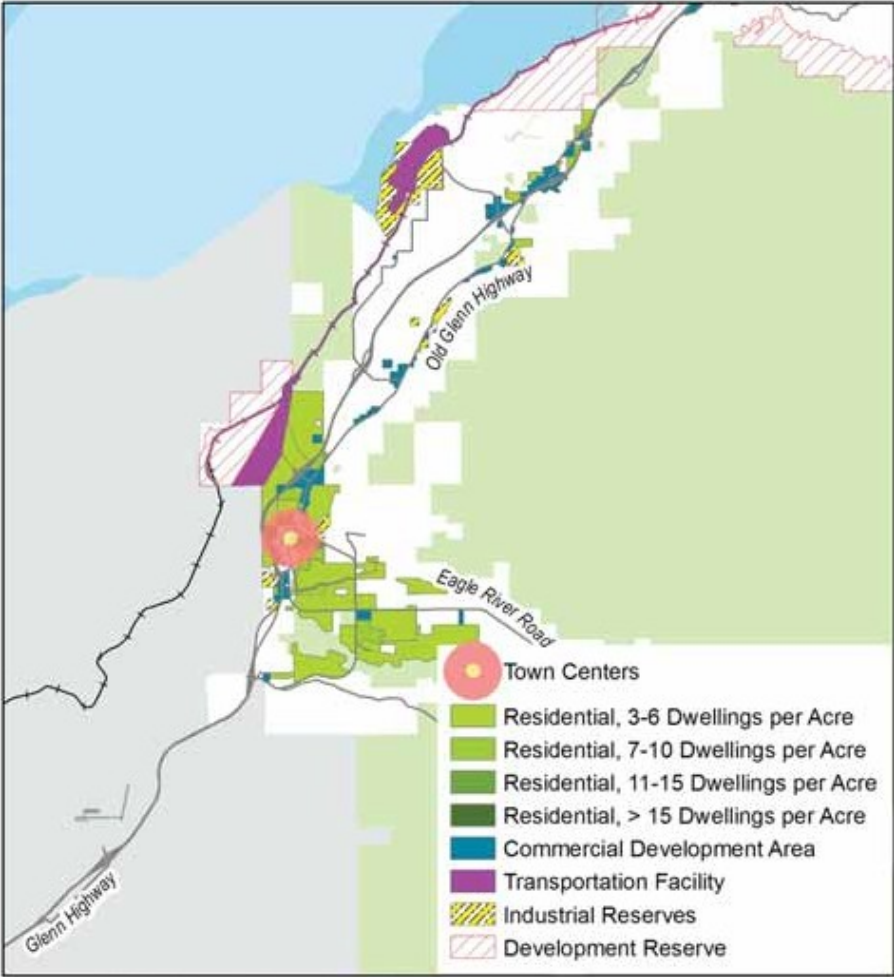 Old Glenn Highway
Eagle River Road
Glenn Highway
Town Centers
Residential, 3-6 Dwellings per Acre
Residential, 7-10 Dwellings per Acre
Residential, 11-15 Dwellings per Acre
Residential, > 15 Dwellings per Acre
Commercial Development Area
Transportation Facility
Industrial Reserves
Development Reserve